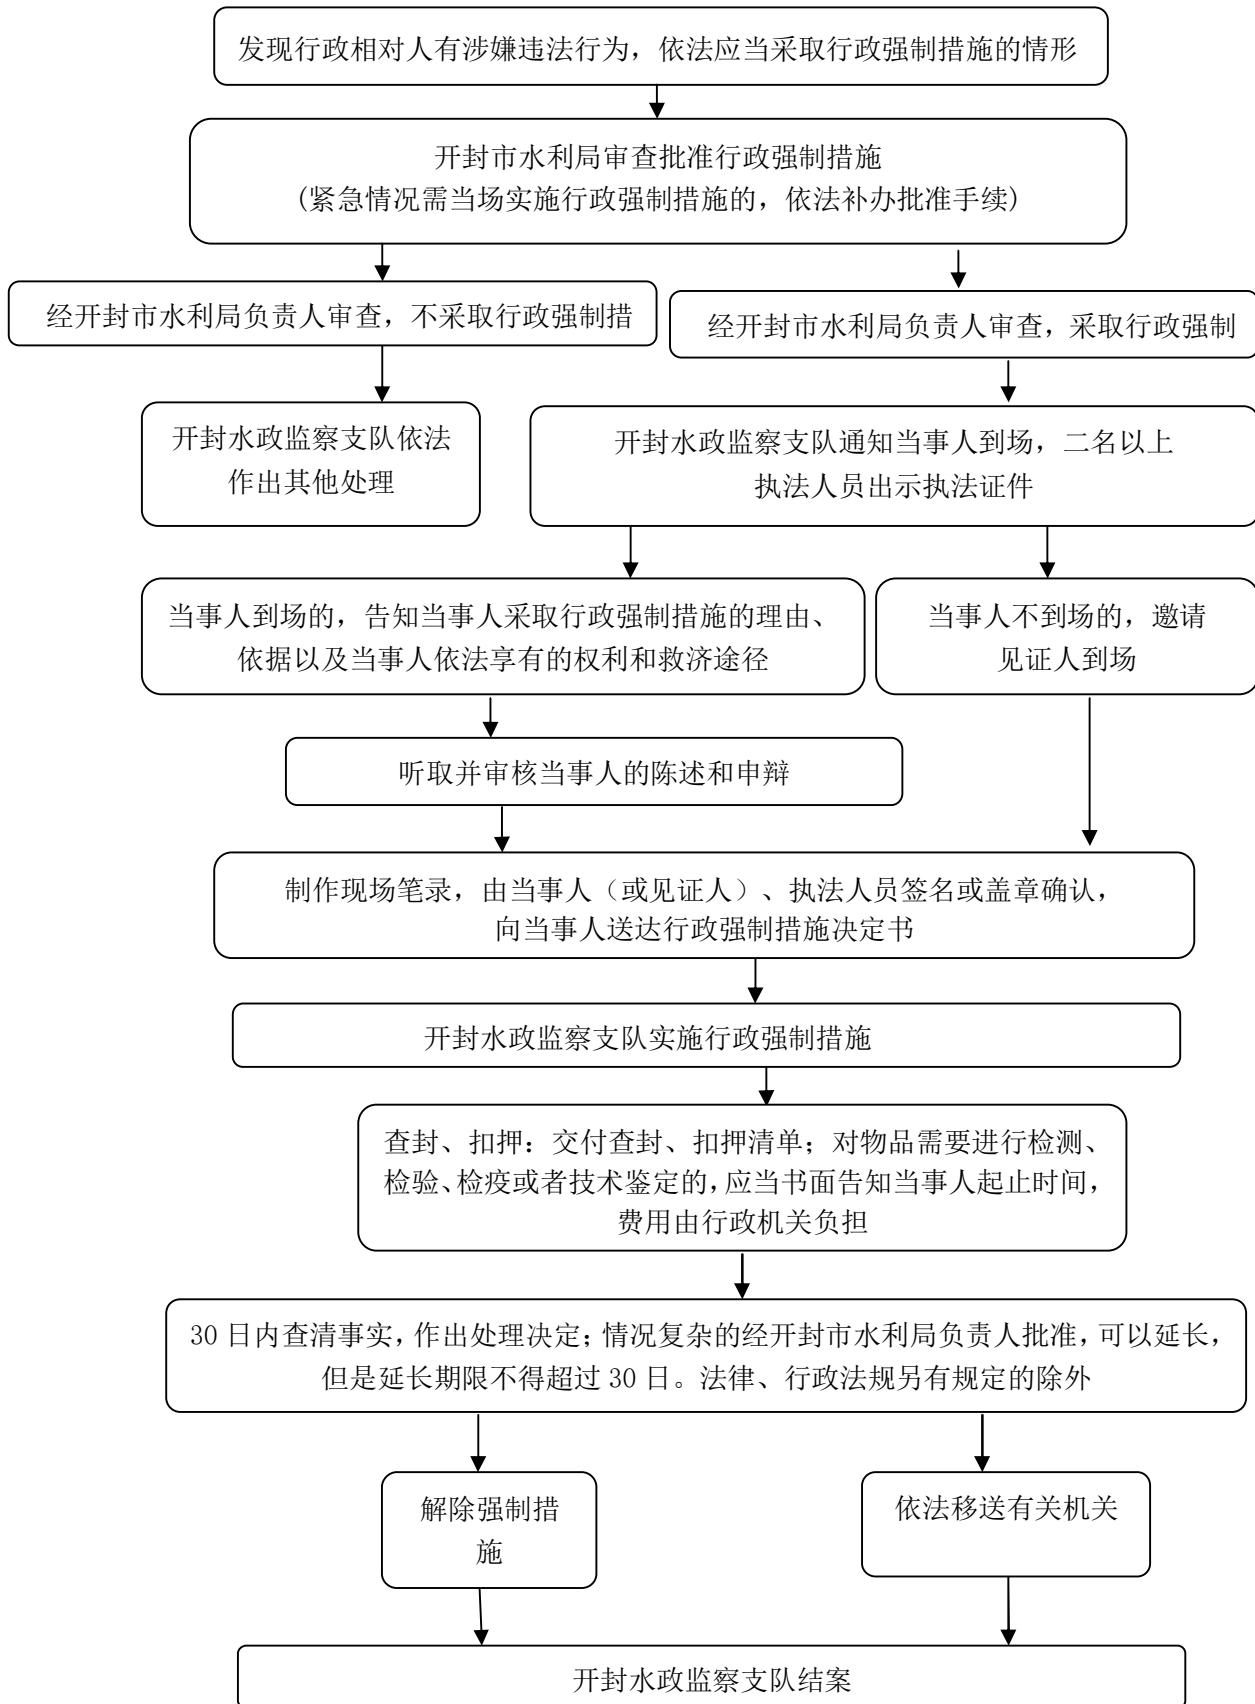 发现行政相对人有涉嫌违法行为，依法应当采取行政强制措施的情形
开封市水利局审查批准行政强制措施
(紧急情况需当场实施行政强制措施的，依法补办批准手续)
经开封市水利局负责人审查，不采取行政强制措
经开封市水利局负责人审查，采取行政强制
开封水政监察支队依法
作出其他处理
开封水政监察支队通知当事人到场，二名以上
执法人员出示执法证件
当事人到场的，告知当事人采取行政强制措施的理由、
依据以及当事人依法享有的权利和救济途径
当事人不到场的，邀请
见证人到场
听取并审核当事人的陈述和申辩
制作现场笔录，由当事人（或见证人）、执法人员签名或盖章确认，
向当事人送达行政强制措施决定书
开封水政监察支队实施行政强制措施
查封、扣押：交付查封、扣押清单；对物品需要进行检测、
检验、检疫或者技术鉴定的，应当书面告知当事人起止时间，
费用由行政机关负担
30 日内查清事实，作出处理决定；情况复杂的经开封市水利局负责人批准，可以延长，
但是延长期限不得超过 30 日。法律、行政法规另有规定的除外
解除强制措
施
依法移送有关机关
开封水政监察支队结案